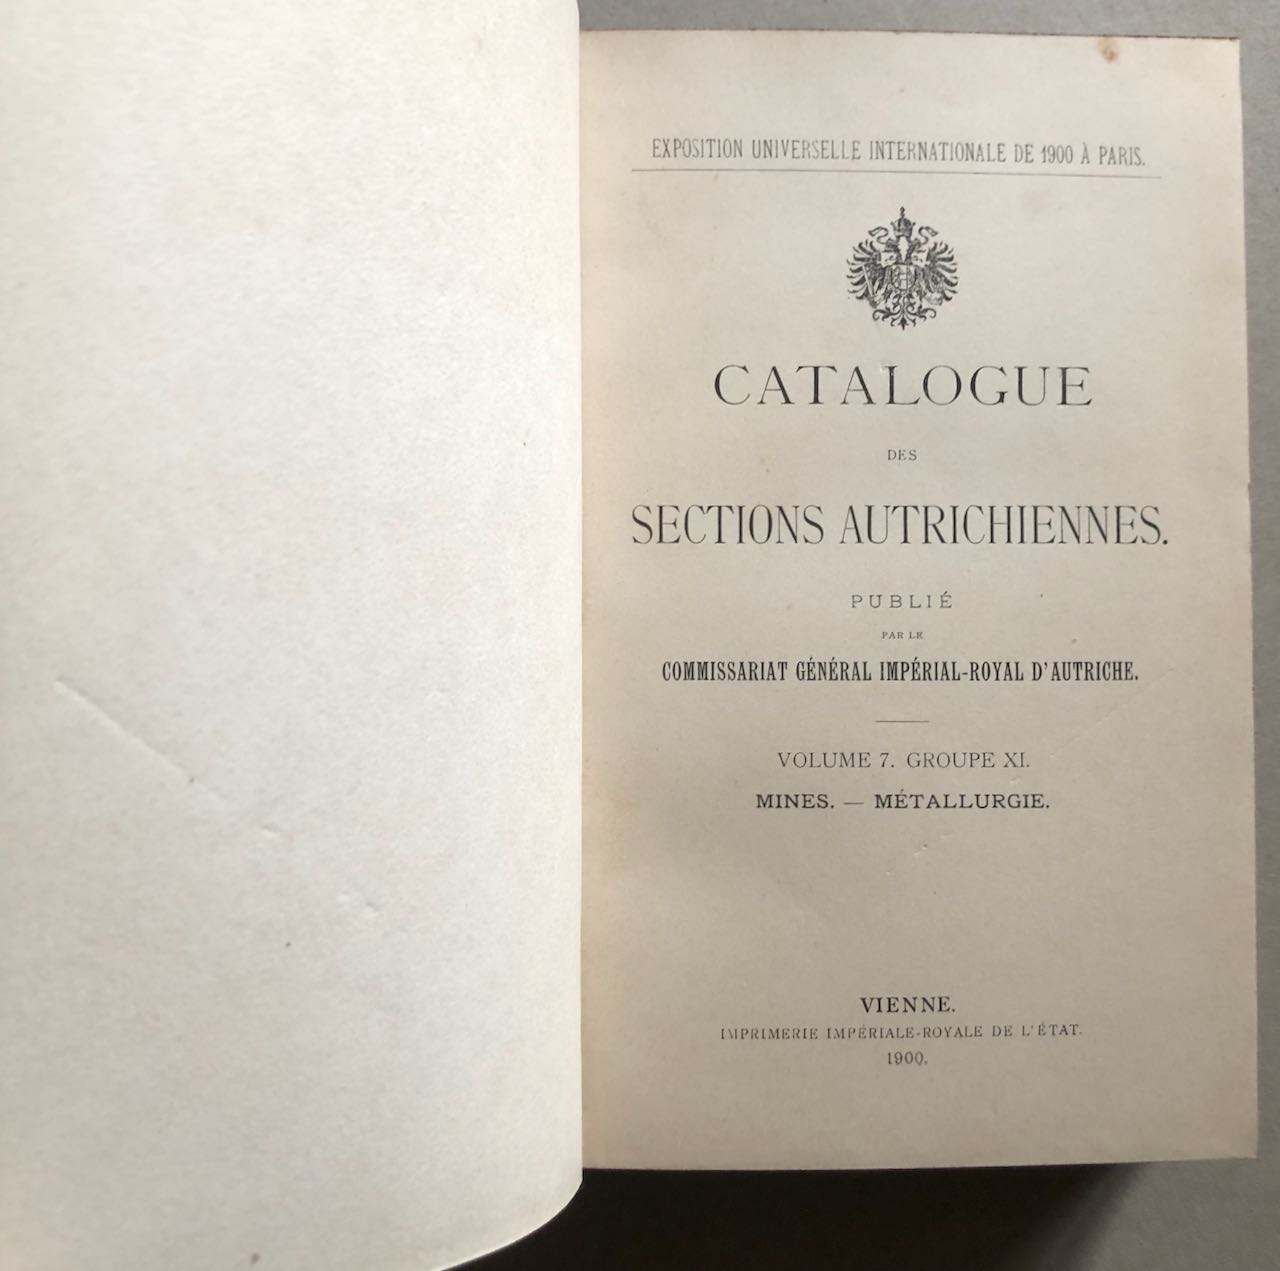 EXPOSITION UNIVERSELLE INTERNATIONALE DE 1900 À PARIS.
CATALOGUE
DES
SECTIONS AUTRICHIENNES.
PUBLIÉ
PAR LE
COMMISSARIAT GÉNÉRAL IMPÉRIAL-ROYAL D'AUTRICHE.
VOLUME 7. GROUPE XI.
MINES. — MÉTALLURGIE.
VIENNE.
IMPRIMERIE IMPÉRIALE-ROYALE DE L'ÉTAT.
1900.